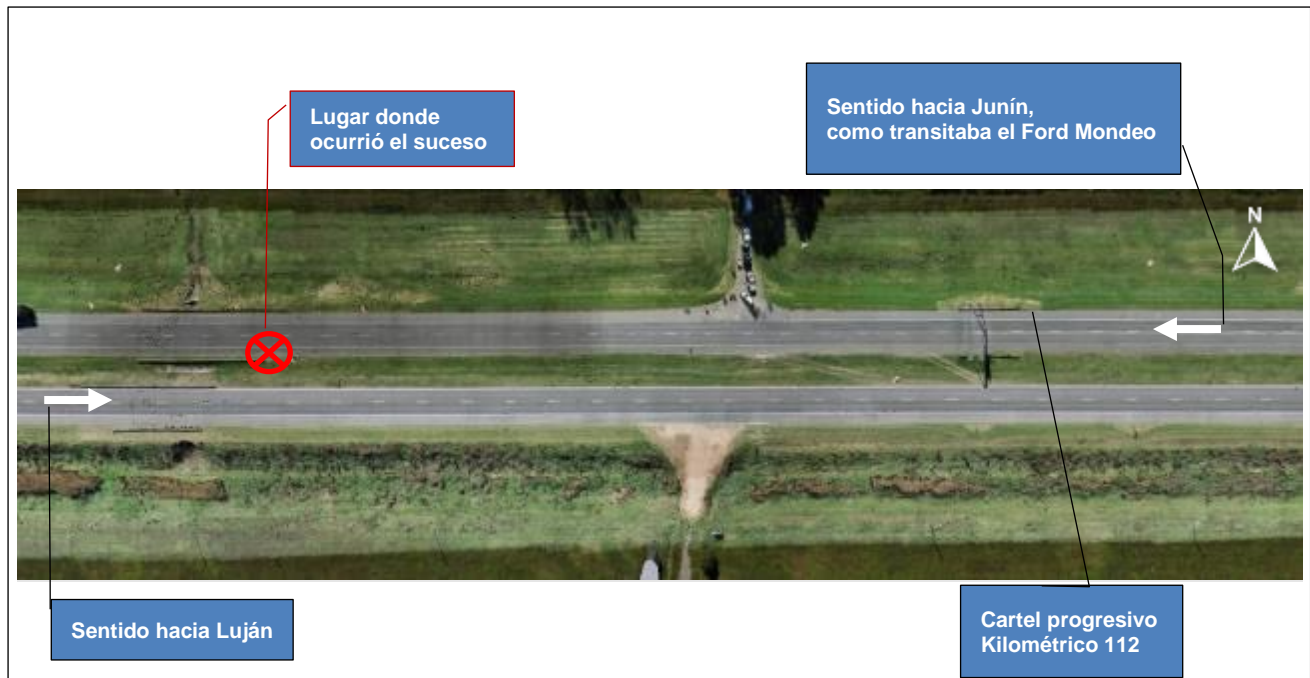 Lugar donde
ocurrió el suceso
Sentido hacia Junín,
como transitaba el Ford Mondeo
N
Sentido hacia Luján
Cartel progresivo
Kilométrico 112